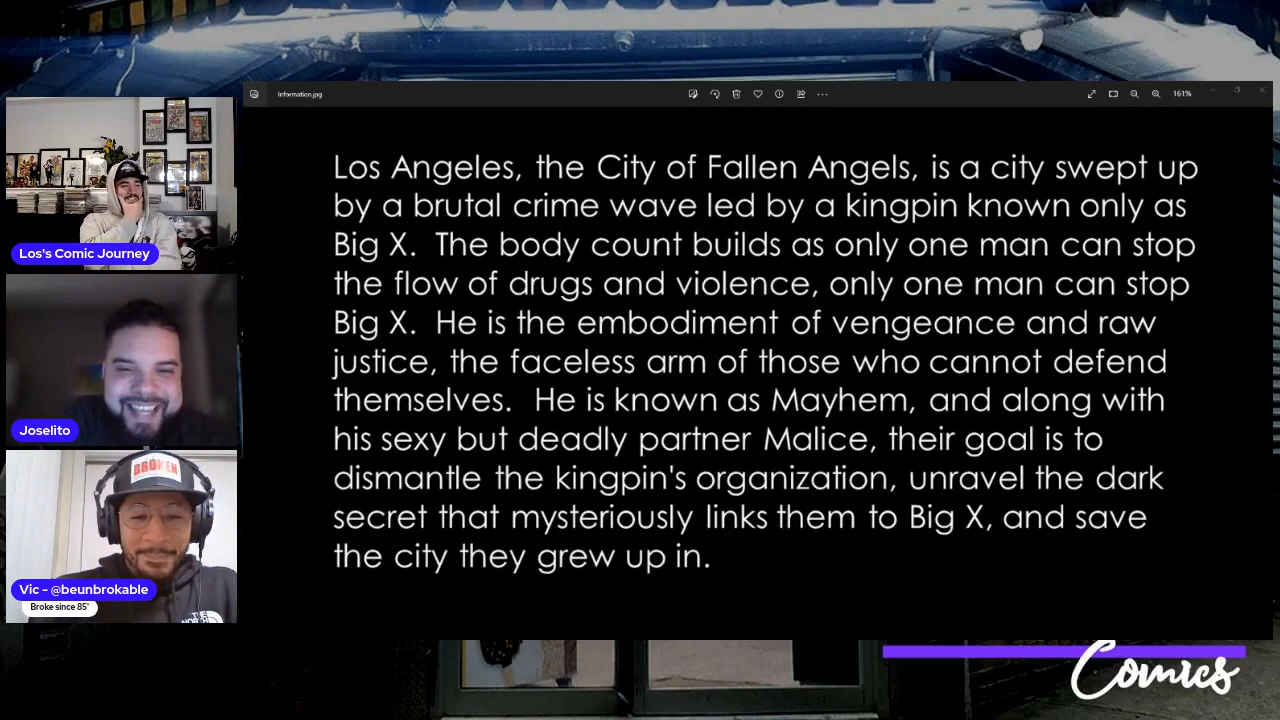 Information.jpg
161%
Los Angeles, the City of Fallen Angels, is a city swept up
by a brutal crime wave led by a kingpin known only as
Big X. The body count builds as only one man can stop
the flow of drugs and violence, only one man can stop
Big X. He is the embodiment of vengeance and raw
justice, the faceless arm of those who cannot defend
themselves. He is known as Mayhem, and along with
his sexy but deadly partner Malice, their goal is to
dismantle the kingpin's organization, unravel the dark
secret that mysteriously links them to Big X, and save
the city they grew up in.
Los's Comic Journey
Joselito
BROKEN
Vic - @beunbrokable
Broke since 85'
THE
NORTH
Comics